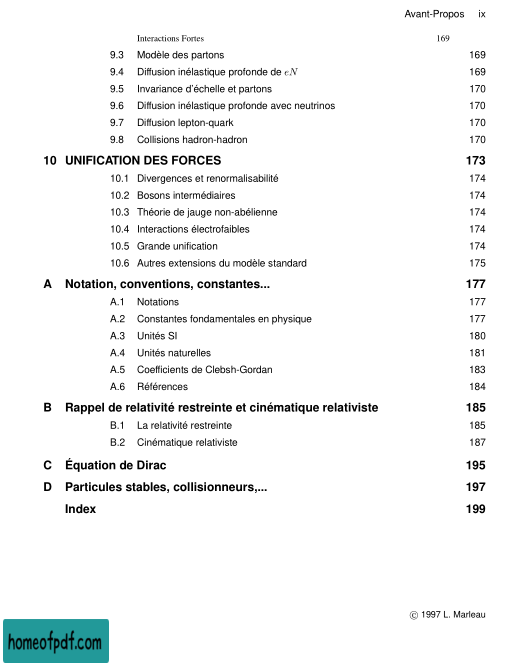 Avant-Propos ix
Interactions Fortes 169
9.3 Modèle des partons 169
9.4 Diffusion inélastique profonde de eN 169
9.5 Invariance d'échelle et partons 170
9.6 Diffusion inélastique profonde avec neutrinos 170
9.7 Diffusion lepton-quark 170
9.8 Collisions hadron-hadron 170
10 UNIFICATION DES FORCES 173
10.1 Divergences et renormalisabilité 174
10.2 Bosons intermédiaires 174
10.3 Théorie de jauge non-abélienne 174
10.4 Interactions électrofaibles 174
10.5 Grande unification 174
10.6 Autres extensions du modèle standard 175
A Notation, conventions, constantes... 177
A.1 Notations 177
A.2 Constantes fondamentales en physique 177
A.3 Unités SI 180
A.4 Unités naturelles 181
A.5 Coefficients de Clebsh-Gordan 183
A.6 Références 184
B Rappel de relativité restreinte et cinématique relativiste 185
B.1 La relativité restreinte 185
B.2 Cinématique relativiste 187
C Équation de Dirac 195
D Particules stables, collisionneurs,... 197
Index 199
© 1997 L. Marleau
homeofpdf.com